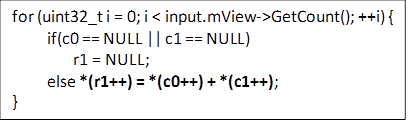 for (uint32_t i = 0; i < input.mView->GetCount(); ++i) {
if(c0 == NULL || c1 == NULL)
r1 = NULL;
else *(r1++) = *(c0++) + *(c1++);
}